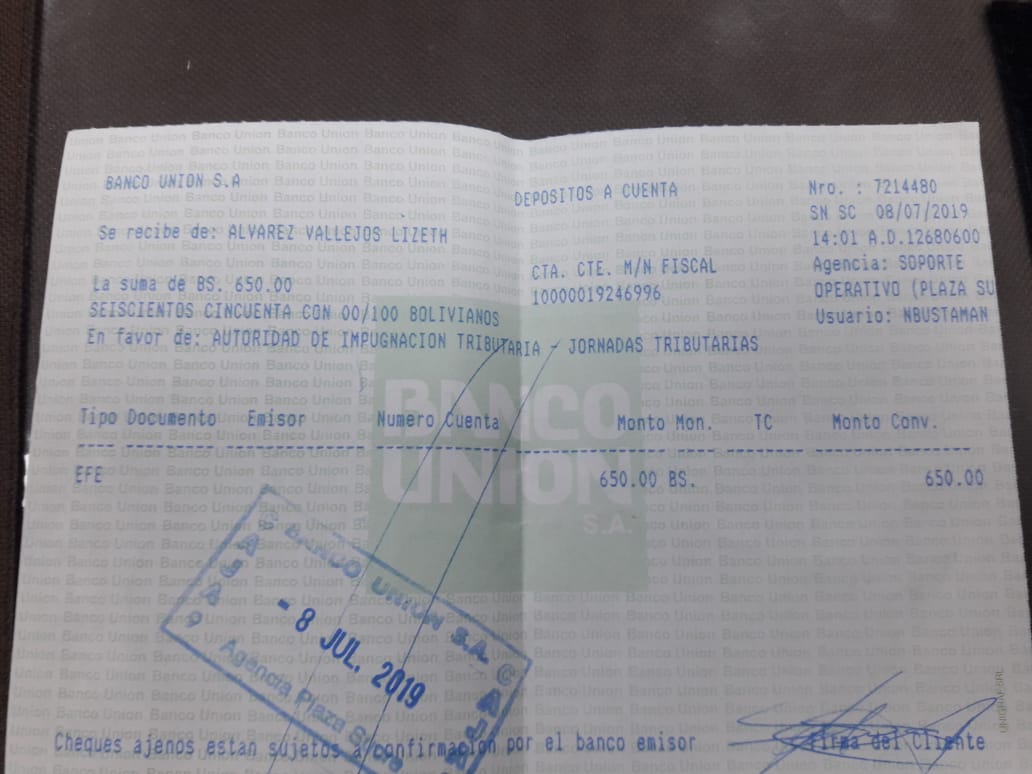 BANCO UNION S.A
DEPOSITOS A CUENTA
Nro. : 7214480
SN SC 08/07/2019
14:01 A.D.12680600
Se recibe de: ALVAREZ VALLEJOS LIZETH
CTA. CTE. M/N FISCAL
10000019246996
Agencia: SOPORTE
OPERATIVO (PLAZA SU
Usuario: NBUSTAMAN
La suma de BS. 650.00
SEISCIENTOS CINCUENTA CON 00/100 BOLIVIANOS
En favor de: AUTORIDAD DE IMPUGNACION TRIBUTARIA - JORNADAS TRIBUTARIAS
Tipo Documento Emisor Numero Cuenta Monto Mon. TC Monto Conv.
EFE 650.00 BS. 650.00
BANCO
UNION
S.A.
BANCO UNION S.A.
CAJA
CAJA
- 8 JUL. 2019
Agencia Plaza
Cheques ajenos estan sujetos a confirmacion por el banco emisor
Firma del Cliente